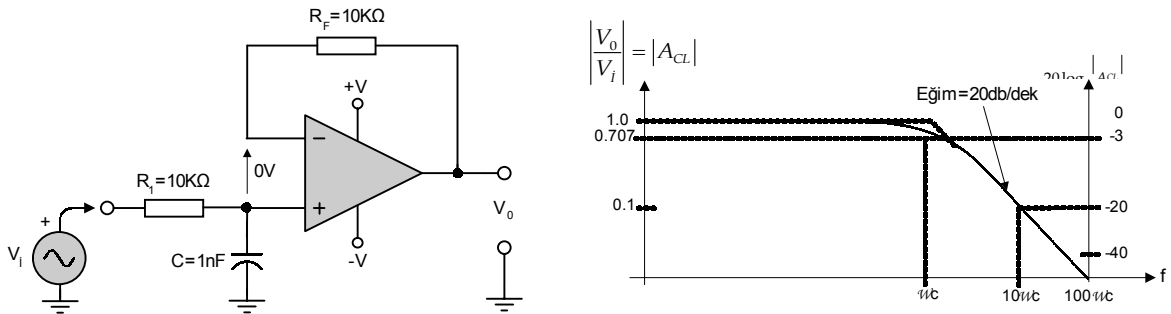 R_F=10KΩ
+V
−
0V
R_1=10KΩ
+
+
V_i
C=1nF
-V
V_0
|V_0/V_i| = |A_CL|
20log |A_CL|
Eğim=20db/dek
1.0
0
0.707
-3
0.1
-20
-40
f
wc
10wc
100wc